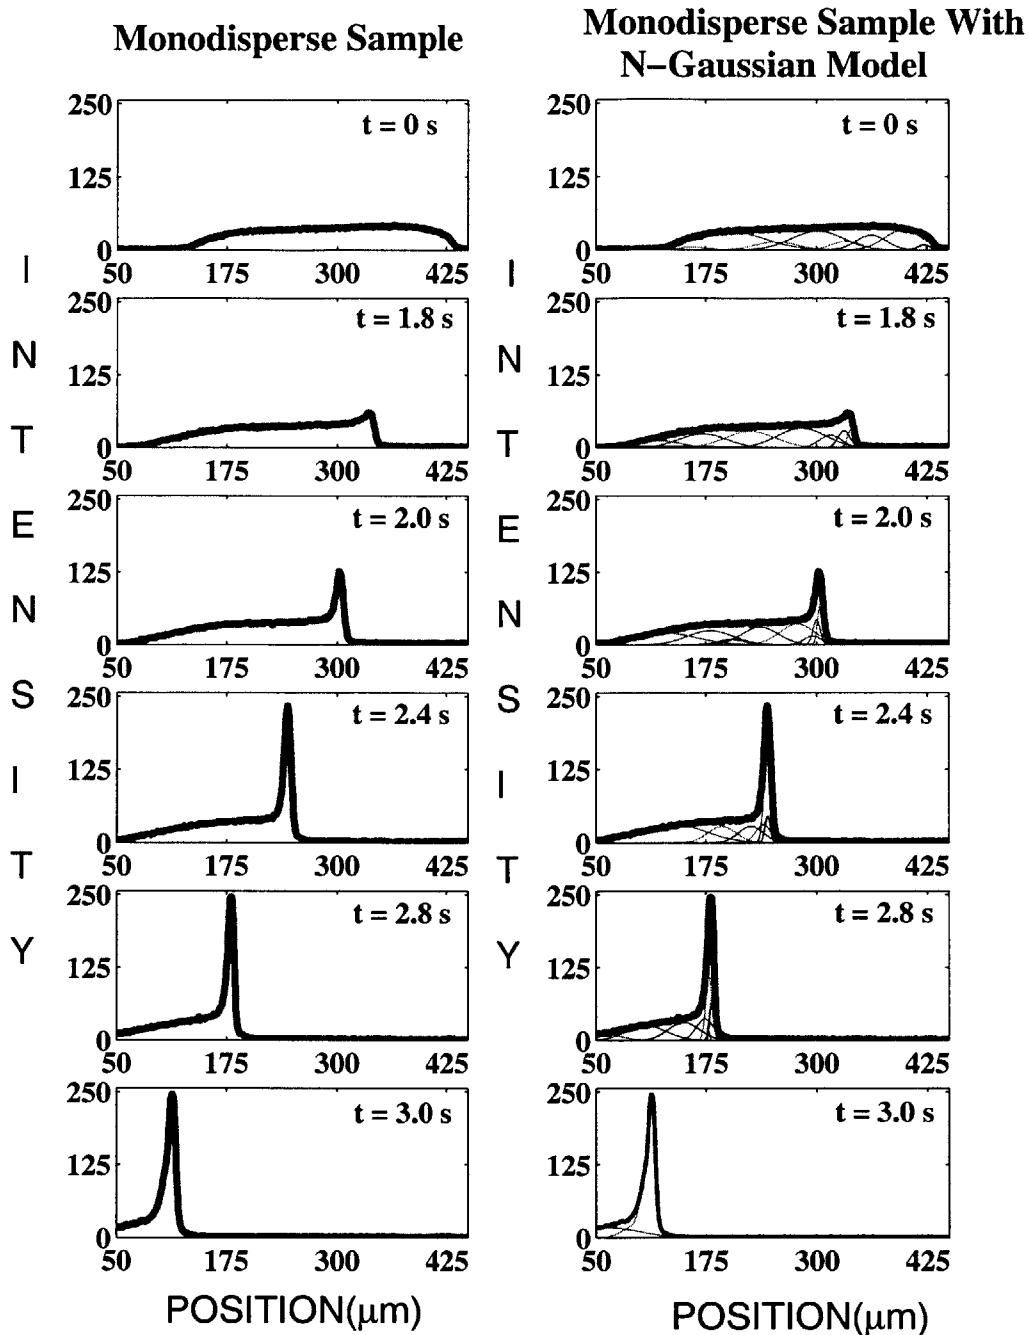 Monodisperse Sample
Monodisperse Sample With
N-Gaussian Model
INTENSITY
250
125
0
t = 0 s
50 175 300 425
250
125
0
t = 1.8 s
50 175 300 425
250
125
0
t = 2.0 s
50 175 300 425
250
125
0
t = 2.4 s
50 175 300 425
250
125
0
t = 2.8 s
50 175 300 425
250
125
0
t = 3.0 s
50 175 300 425
POSITION(μm)
INTENSITY
250
125
0
t = 0 s
50 175 300 425
250
125
0
t = 1.8 s
50 175 300 425
250
125
0
t = 2.0 s
50 175 300 425
250
125
0
t = 2.4 s
50 175 300 425
250
125
0
t = 2.8 s
50 175 300 425
250
125
0
t = 3.0 s
50 175 300 425
POSITION(μm)